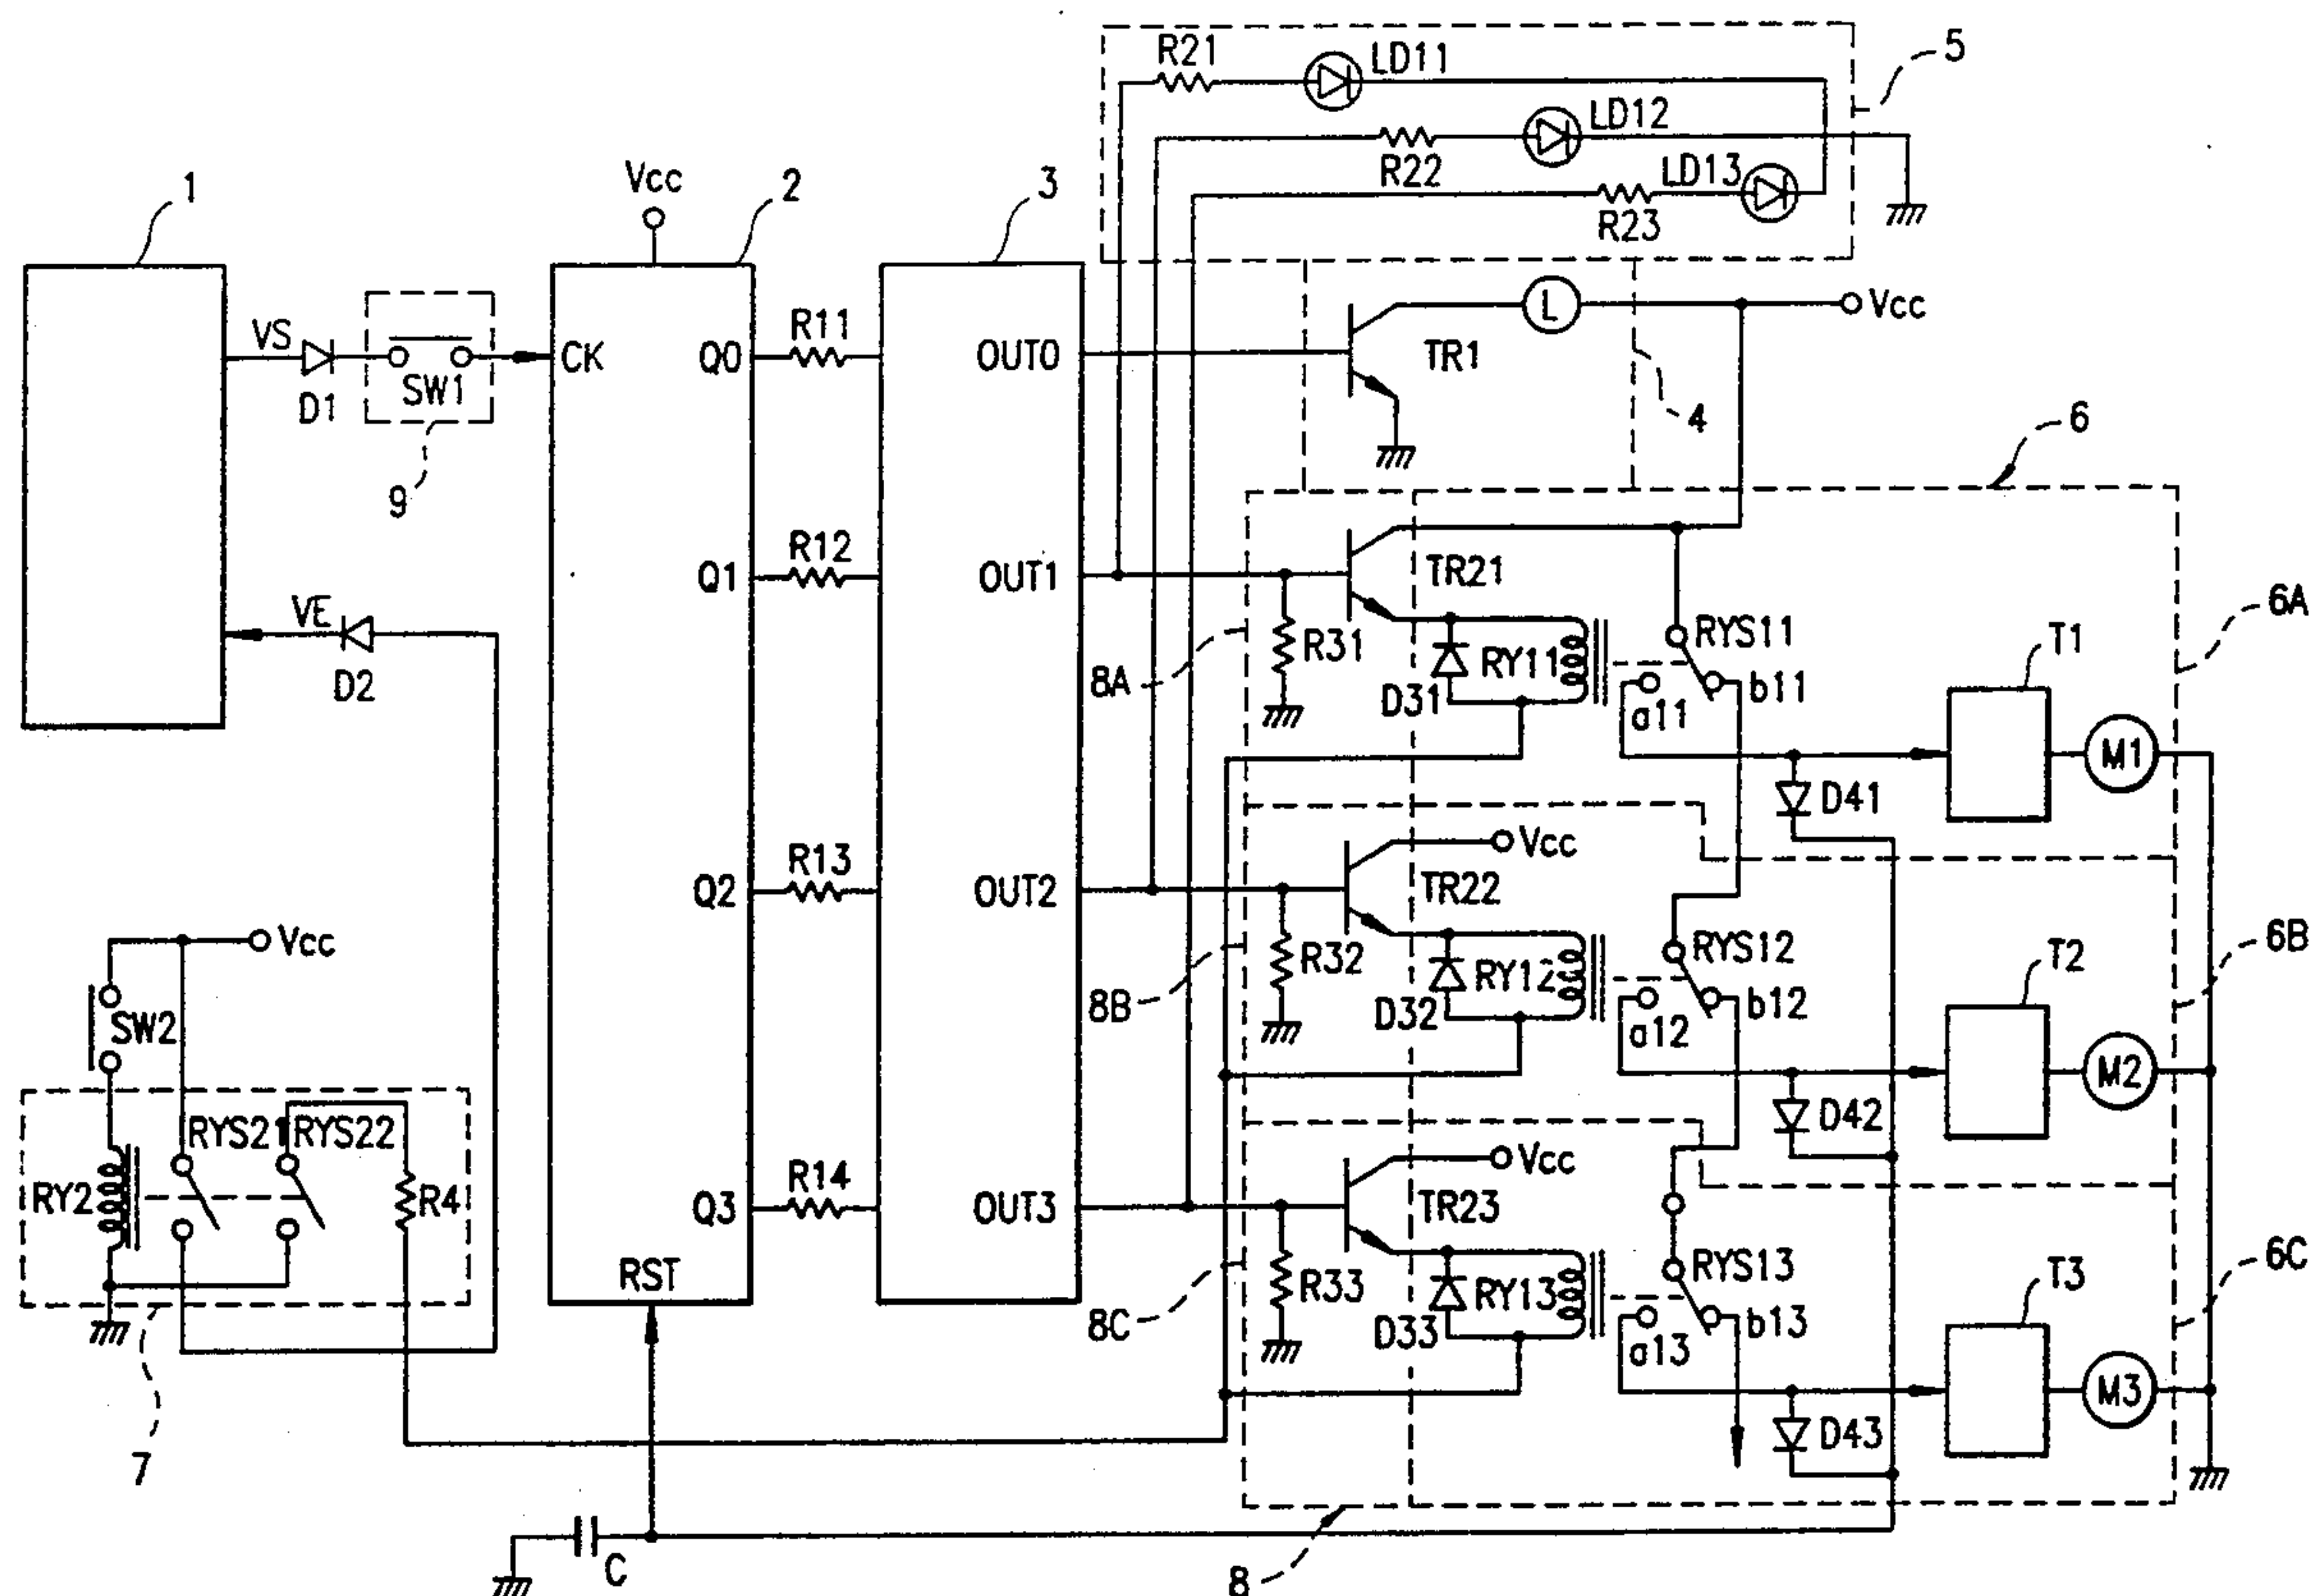 R21 LD11 5
LD12
R22 LD13
R23
1 Vcc 2 3
L Vcc
VS R11
CK Q0 OUT0 TR1
D1 SW1
4 6
9
R12
Q1 OUT1 TR21
VE 6A
D2 R31 RY11 RYS11 T1
8A D31 a11 b11
M1
D41
Vcc
R13
Q2 OUT2 TR22
Vcc 6B
R32 RY12 RYS12 T2
SW2 8B D32 a12 b12
M2
D42
RYS21 RYS22
Vcc
R14
RY2 R4 Q3 OUT3 TR23
6C
RST R33 RY13 RYS13 T3
8C D33 a13 b13
M3
D43
7
C 8